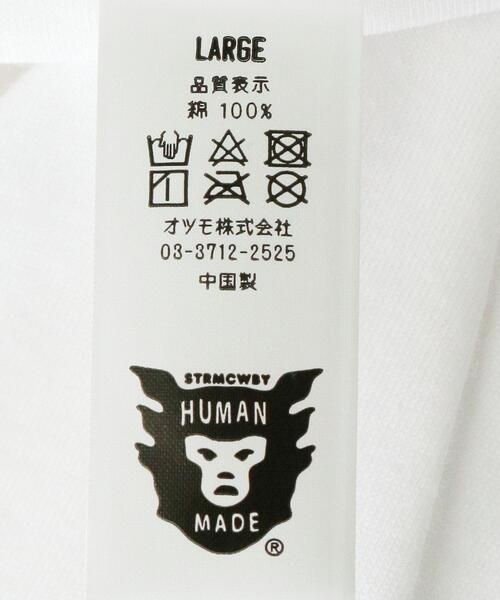 LARGE
品質表示
綿 100%
オツモ株式会社
03-3712-2525
中国製
STRMCWBY
HUMAN
MADE
®